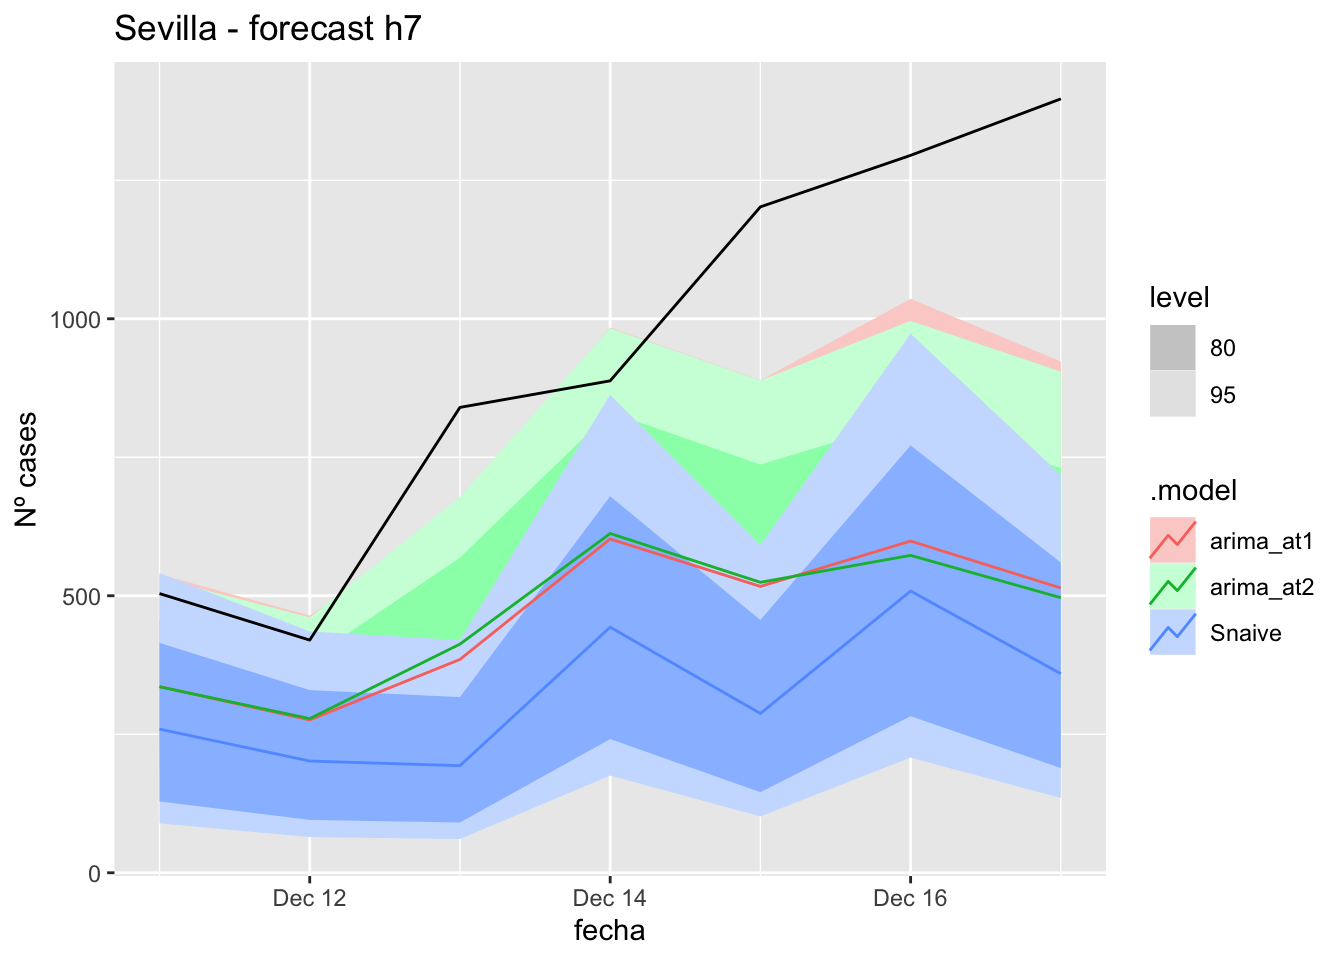 Sevilla - forecast h7
Nº cases
1000
500
0
Dec 12
Dec 14
Dec 16
fecha
level
80
95
.model
arima_at1
arima_at2
Snaive